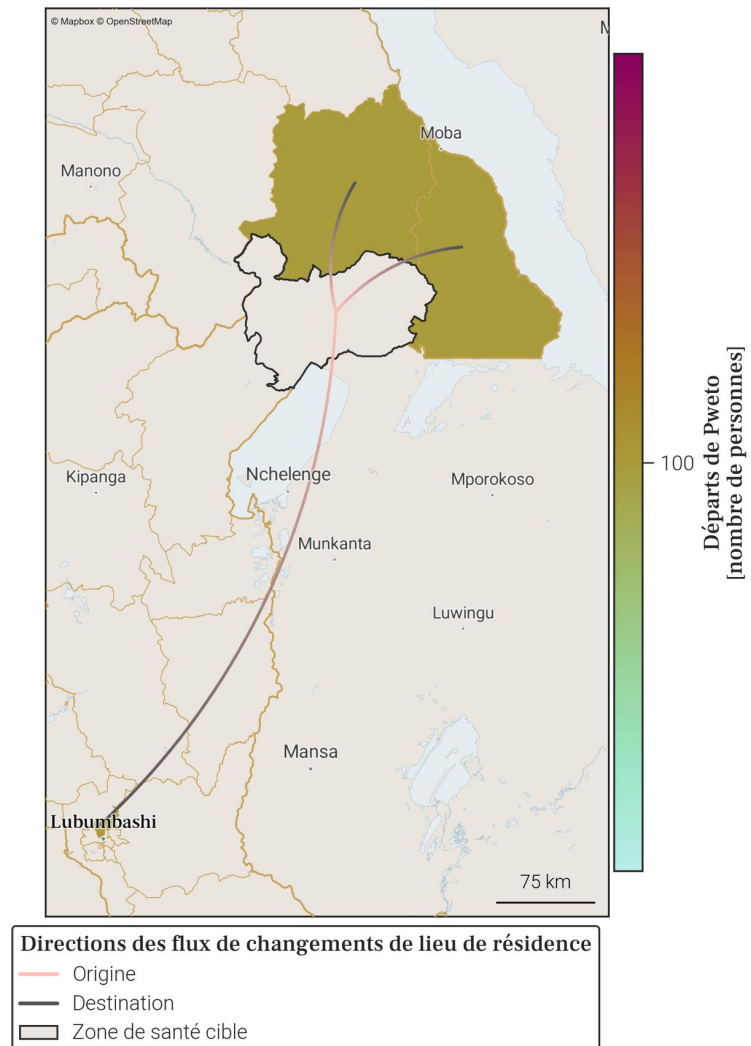 © Mapbox © OpenStreetMap
M
Moba
Manono
Kipanga
Nchelenge
Mporokoso
Munkanta
Luwingu
Mansa
Lubumbashi
75 km
100
Départs de Pweto
[nombre de personnes]
Directions des flux de changements de lieu de résidence
Origine
Destination
Zone de santé cible